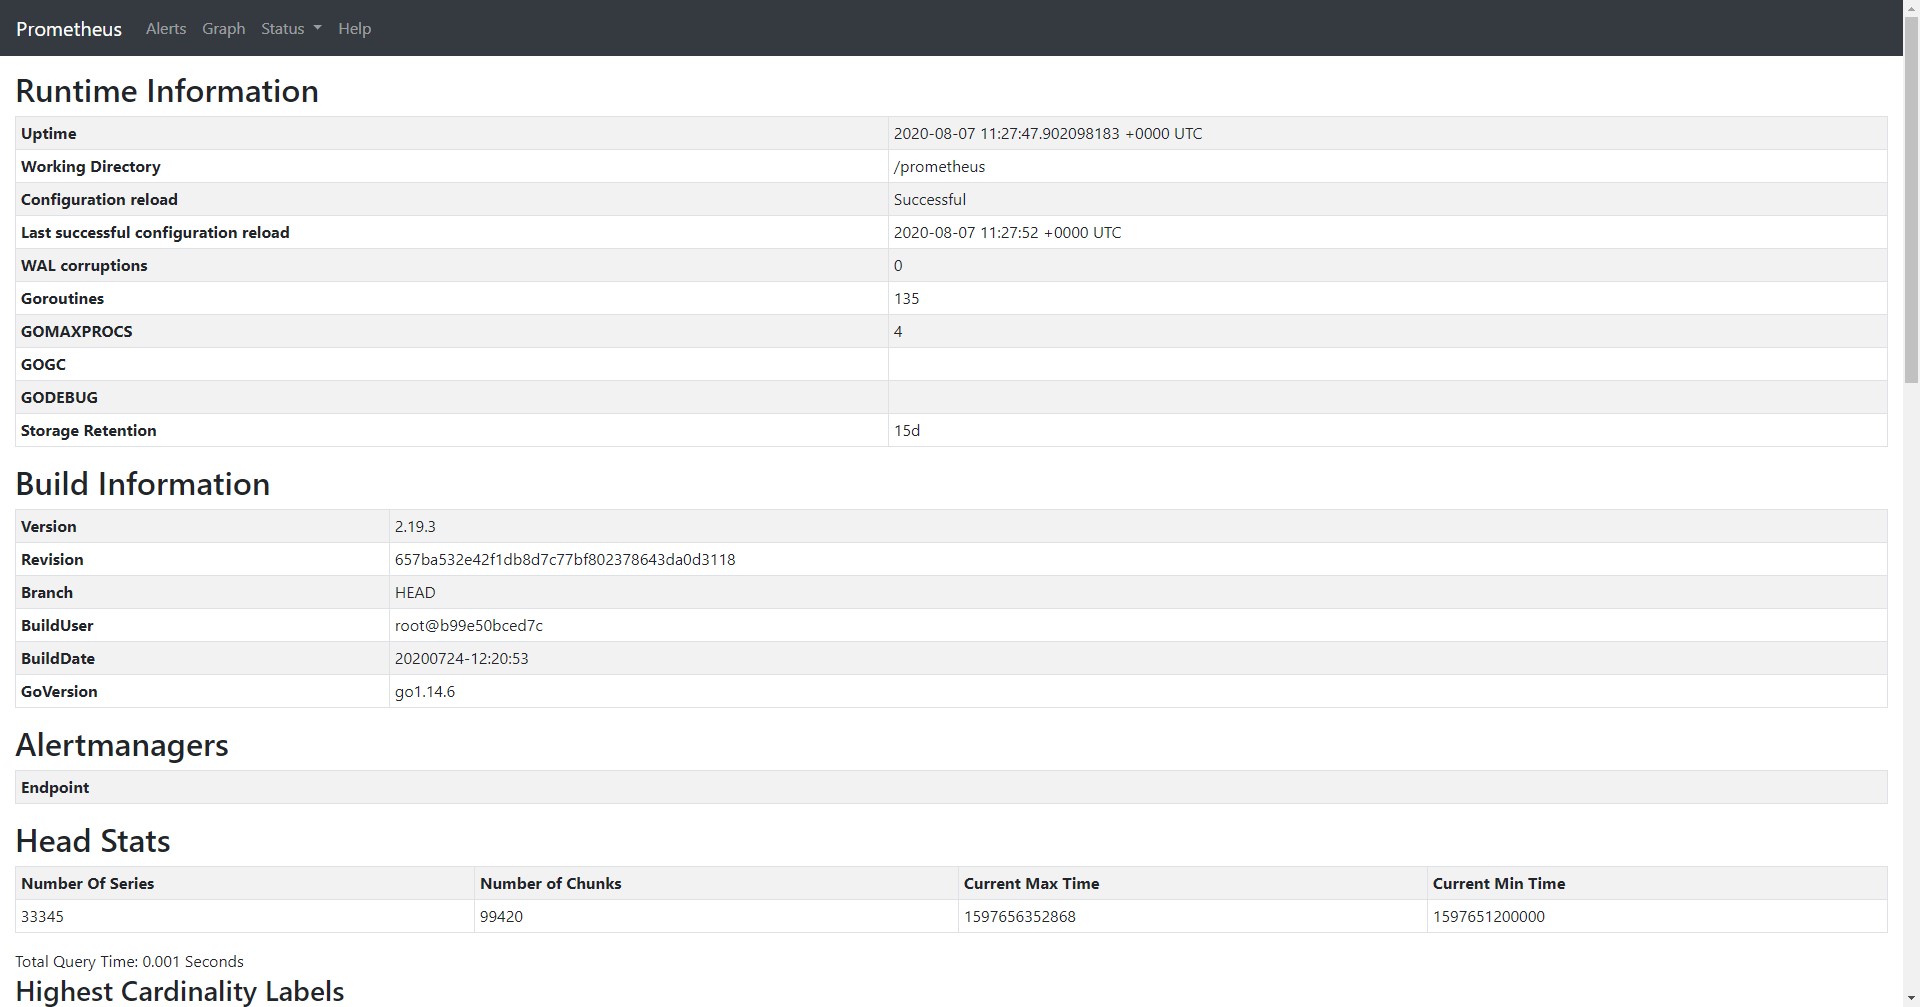 Prometheus Alerts Graph Status Help
Runtime Information
Uptime 2020-08-07 11:27:47.902098183 +0000 UTC
Working Directory /prometheus
Configuration reload Successful
Last successful configuration reload 2020-08-07 11:27:52 +0000 UTC
WAL corruptions 0
Goroutines 135
GOMAXPROCS 4
GOGC
GODEBUG
Storage Retention 15d
Build Information
Version 2.19.3
Revision 657ba532e42f1db8d7c77bf802378643da0d3118
Branch HEAD
BuildUser root@b99e50bced7c
BuildDate 20200724-12:20:53
GoVersion go1.14.6
Alertmanagers
Endpoint
Head Stats
Number Of Series Number of Chunks Current Max Time Current Min Time
33345 99420 1597656352868 1597651200000
Total Query Time: 0.001 Seconds
Highest Cardinality Labels